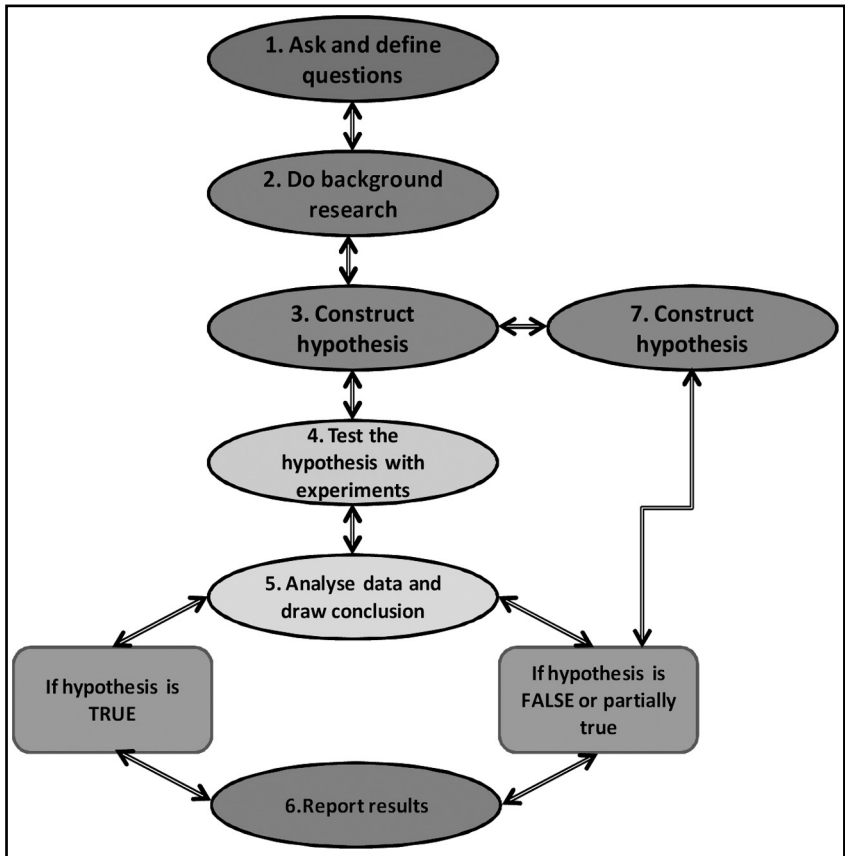 1. Ask and define
questions
2. Do background
research
3. Construct
hypothesis
7. Construct
hypothesis
4. Test the
hypothesis with
experiments
5. Analyse data and
draw conclusion
If hypothesis is
TRUE
If hypothesis is
FALSE or partially
true
6.Report results